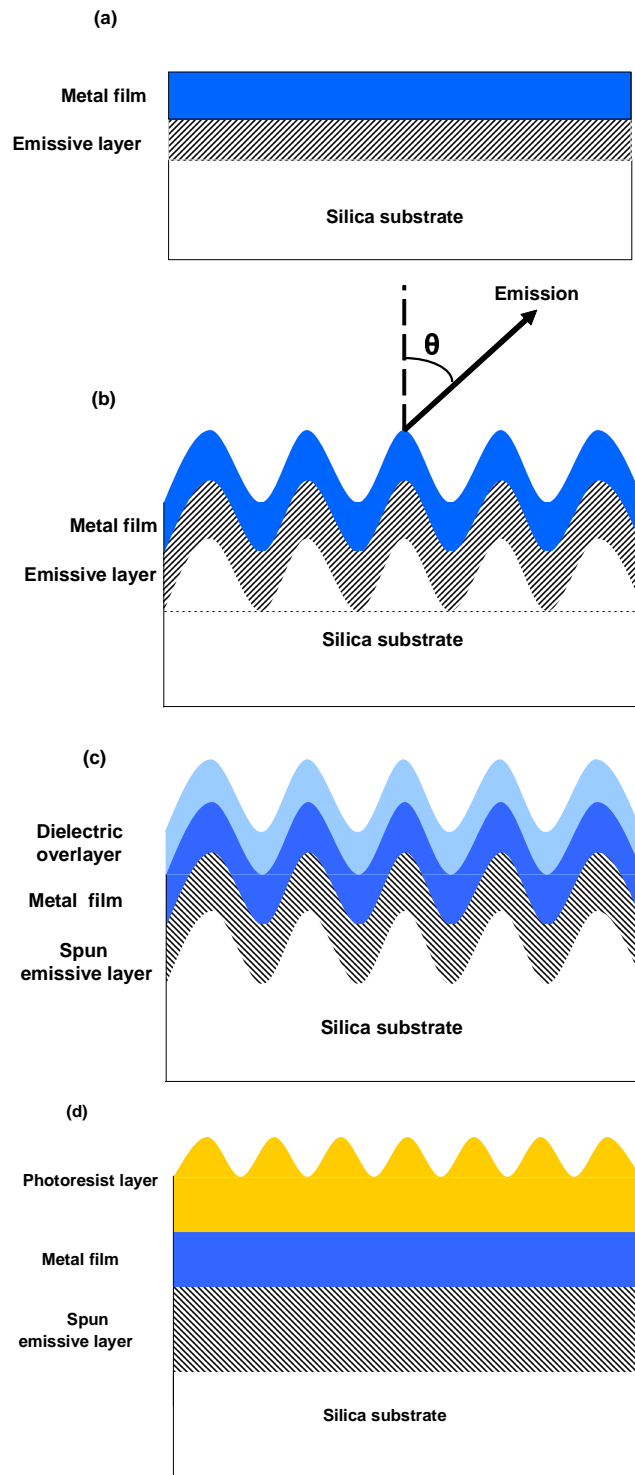 (a)
Metal film
Emissive layer
Silica substrate
Emission
θ
(b)
Metal film
Emissive layer
Silica substrate
(c)
Dielectric
overlayer
Metal  film
Spun
emissive layer
Silica substrate
(d)
Photoresist layer
Metal film
Spun
emissive layer
Silica substrate